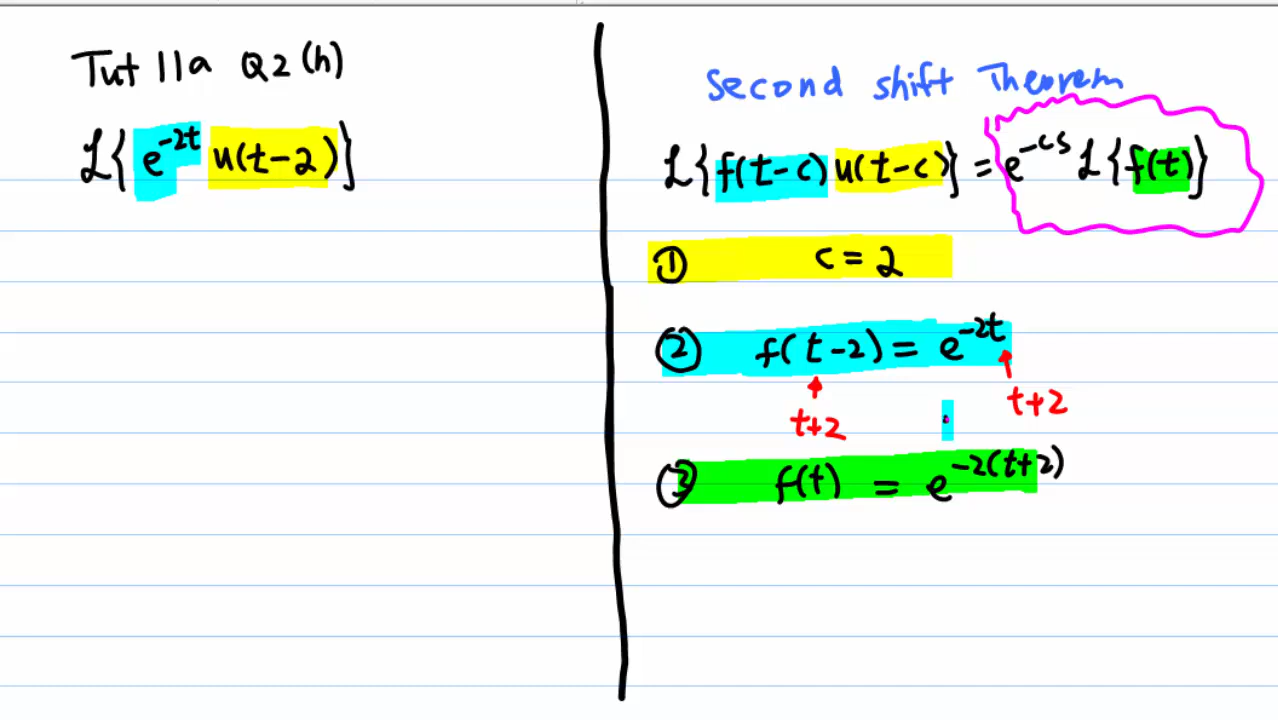 Tut 11a Q2(h)
ℒ{e^{-2t} u(t-2)}
Second shift Theorem
ℒ{f(t-c) u(t-c)} = e^{-cs} ℒ{f(t)}
① c = 2
② f(t-2) = e^{-2t}
t+2 t+2
③ f(t) = e^{-2(t+2)}